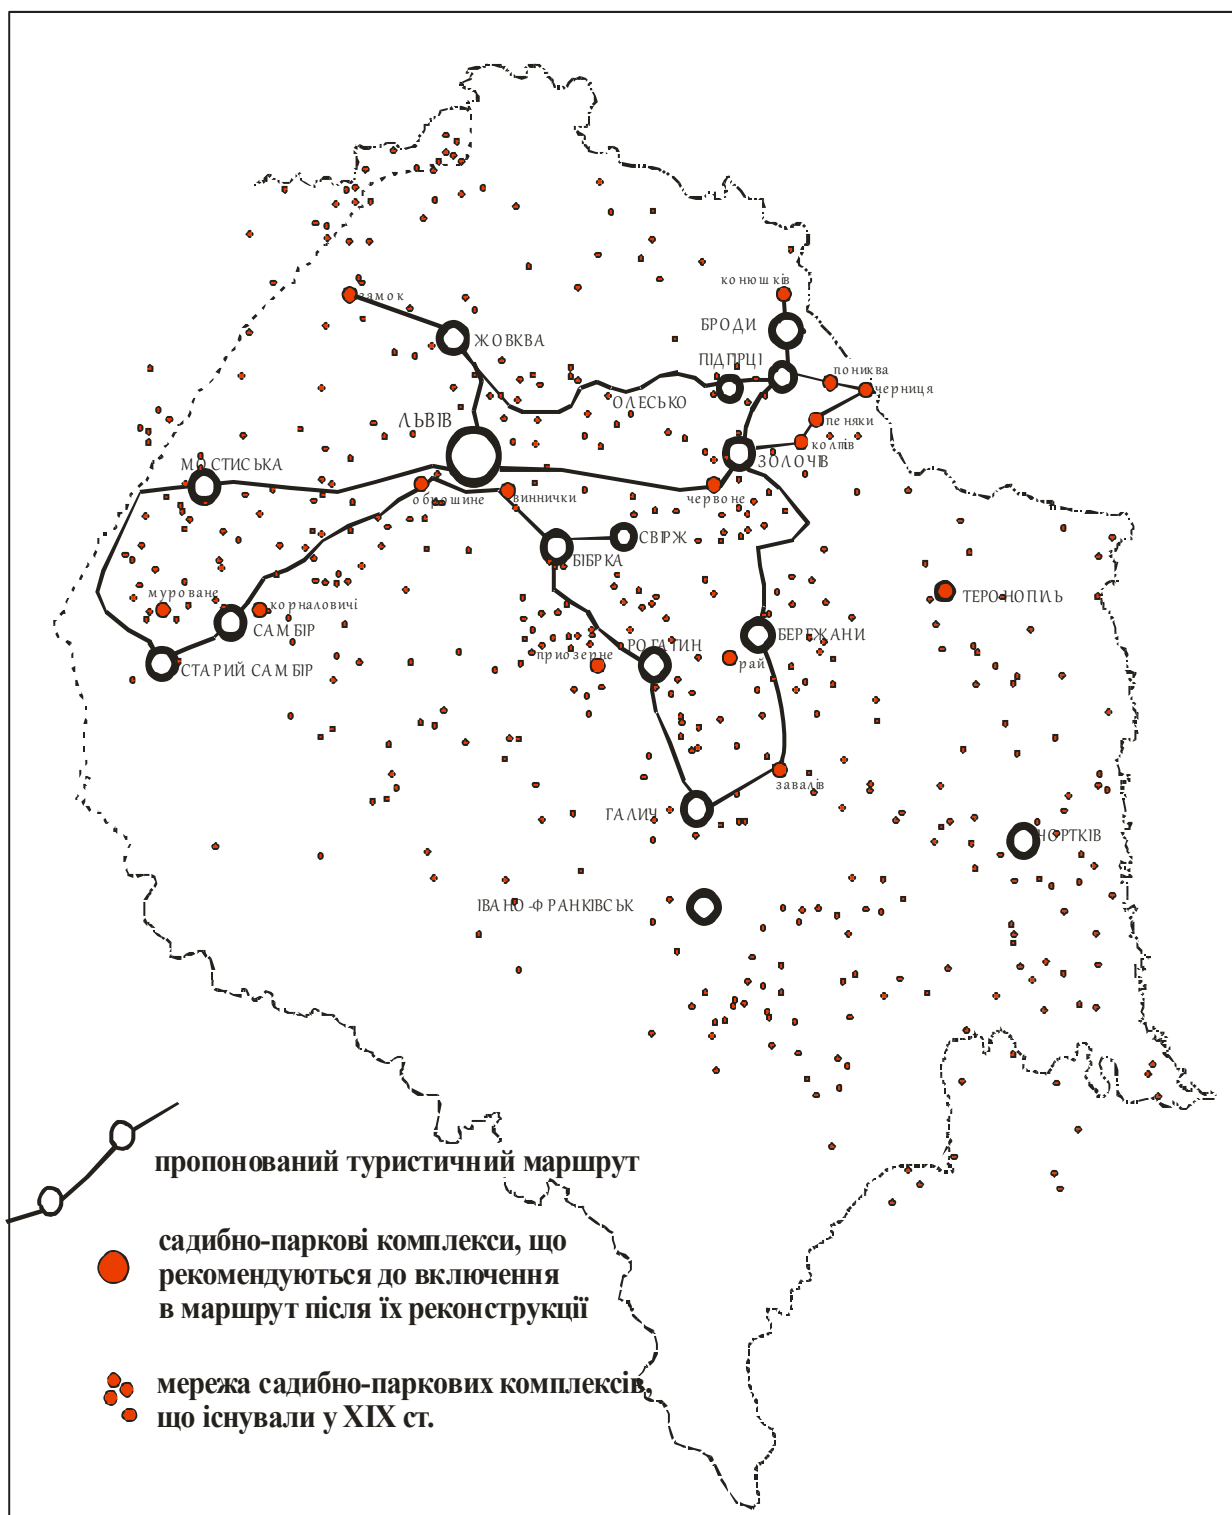 конюшків
замок
БРОДИ
ЖОВКВА
ПІДГІРЦІ
пониква
черниця
ОЛЕСЬКО
ЛЬВІВ
пеняки
колтів
МОСТИСЬКА
ЗОЛОЧІВ
оброшине
виннички
червоне
СВІРЖ
БІБРКА
муроване
ТЕРОНОПІЛЬ
корналовичі
САМБІР
БЕРЕЖАНИ
РОГАТИН
приозерне
рай
СТАРИЙ САМБІР
завалів
ГАЛИЧ
ЧОРТКІВ
ІВАНО-ФРАНКІВСЬК
пропонований туристичний маршрут
садибно-паркові комплекси, що
рекомендуються до включення
в маршрут після їх реконструкції
мережа садибно-паркових комплексів,
що існували у XIX ст.